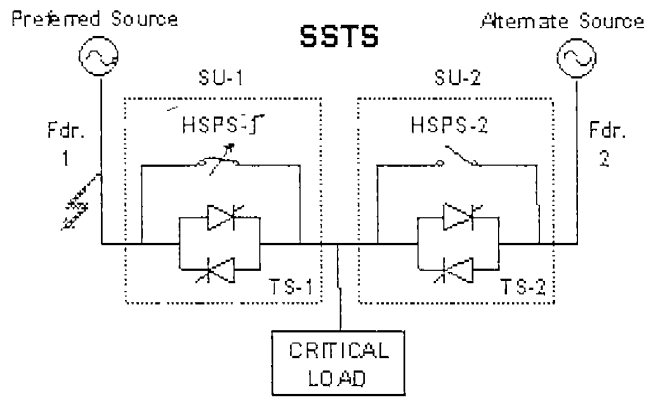 Preferred Source
SSTS
Alternate Source
SU-1
SU-2
Fdr.
1
HSPS-1
HSPS-2
Fdr.
2
TS-1
TS-2
CRITICAL
LOAD